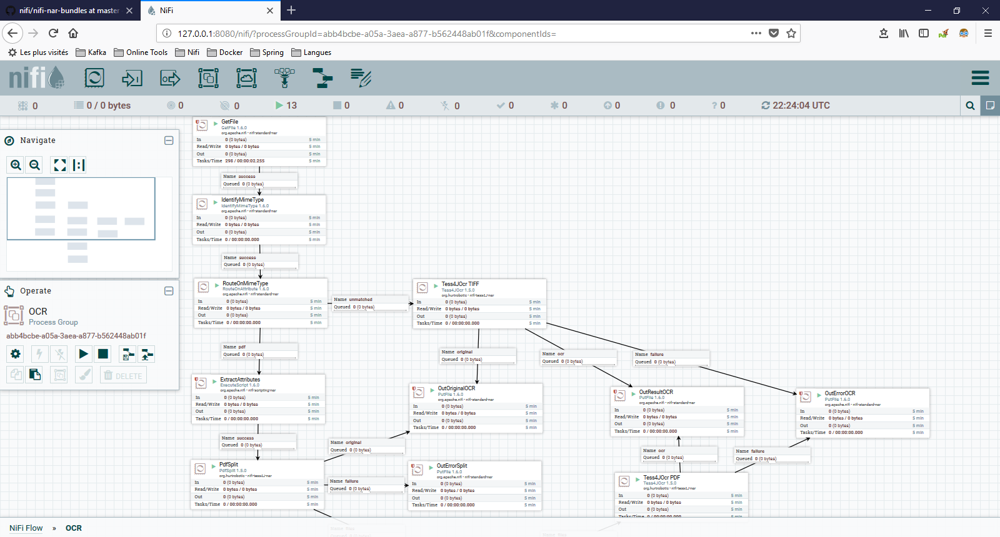 nifi/nifi-nar-bundles at master
NiFi
127.0.0.1:8080/nifi/?processGroupId=abb4bcbe-a05a-3aea-a877-b562448ab01f&componentIds=
Les plus visités Kafka Online Tools Nifi Docker Spring Langues
nifi
0 0 / 0 bytes 0 0 13 0 0 0 0 0 0 0 ? 0 22:24:04 UTC
Navigate
Operate
OCR
Process Group
abb4bcbe-a05a-3aea-a877-b562448ab01f
DELETE
GetFile
GetFile 1.6.0
org.apache.nifi - nifi-standard-nar
In 0 (0 bytes) 5 min
Read/Write 0 bytes / 0 bytes 5 min
Out 0 (0 bytes) 5 min
Tasks/Time 298 / 00:00:02.255 5 min
Name success
Queued 0 (0 bytes)
IdentifyMimeType
IdentifyMimeType 1.6.0
org.apache.nifi - nifi-standard-nar
In 0 (0 bytes) 5 min
Read/Write 0 bytes / 0 bytes 5 min
Out 0 (0 bytes) 5 min
Tasks/Time 0 / 00:00:00.000 5 min
Name success
Queued 0 (0 bytes)
RouteOnMimeType
RouteOnAttribute 1.6.0
org.apache.nifi - nifi-standard-nar
In 0 (0 bytes) 5 min
Read/Write 0 bytes / 0 bytes 5 min
Out 0 (0 bytes) 5 min
Tasks/Time 0 / 00:00:00.000 5 min
Name unmatched
Queued 0 (0 bytes)
Tess4JOcr TIFF
Tess4JOcr 1.5.0
org.hurtrobotic - nifi-tess4J-nar
In 0 (0 bytes) 5 min
Read/Write 0 bytes / 0 bytes 5 min
Out 0 (0 bytes) 5 min
Tasks/Time 0 / 00:00:00.000 5 min
Name pdf
Queued 0 (0 bytes)
Name original
Queued 0 (0 bytes)
Name ocr
Queued 0 (0 bytes)
Name failure
Queued 0 (0 bytes)
ExtractAttributes
ExecuteScript 1.6.0
org.apache.nifi - nifi-scripting-nar
In 0 (0 bytes) 5 min
Read/Write 0 bytes / 0 bytes 5 min
Out 0 (0 bytes) 5 min
Tasks/Time 0 / 00:00:00.000 5 min
OutOriginalOCR
PutFile 1.6.0
org.apache.nifi - nifi-standard-nar
In 0 (0 bytes) 5 min
Read/Write 0 bytes / 0 bytes 5 min
Out 0 (0 bytes) 5 min
Tasks/Time 0 / 00:00:00.000 5 min
OutResultOCR
PutFile 1.6.0
org.apache.nifi - nifi-standard-nar
In 0 (0 bytes) 5 min
Read/Write 0 bytes / 0 bytes 5 min
Out 0 (0 bytes) 5 min
Tasks/Time 0 / 00:00:00.000 5 min
OutErrorOCR
PutFile 1.6.0
org.apache.nifi - nifi-standard-nar
In 0 (0 bytes) 5 min
Read/Write 0 bytes / 0 bytes 5 min
Out 0 (0 bytes) 5 min
Tasks/Time 0 / 00:00:00.000 5 min
Name success
Queued 0 (0 bytes)
Name original
Queued 0 (0 bytes)
Name ocr
Queued 0 (0 bytes)
Name failure
Queued 0 (0 bytes)
PdfSplit
PdfSplit 1.5.0
org.hurtrobotic - nifi-tess4J-nar
In 0 (0 bytes) 5 min
Read/Write 0 bytes / 0 bytes 5 min
Out 0 (0 bytes) 5 min
Tasks/Time 0 / 00:00:00.000 5 min
Name failure
Queued 0 (0 bytes)
OutErrorSplit
PutFile 1.6.0
org.apache.nifi - nifi-standard-nar
In 0 (0 bytes) 5 min
Read/Write 0 bytes / 0 bytes 5 min
Out 0 (0 bytes) 5 min
Tasks/Time 0 / 00:00:00.000 5 min
Tess4JOcr PDF
Tess4JOcr 1.5.0
org.hurtrobotic - nifi-tess4J-nar
In 0 (0 bytes) 5 min
Read/Write 0 bytes / 0 bytes 5 min
Out 0 (0 bytes) 5 min
Tasks/Time 0 / 00:00:00.000 5 min
NiFi Flow » OCR